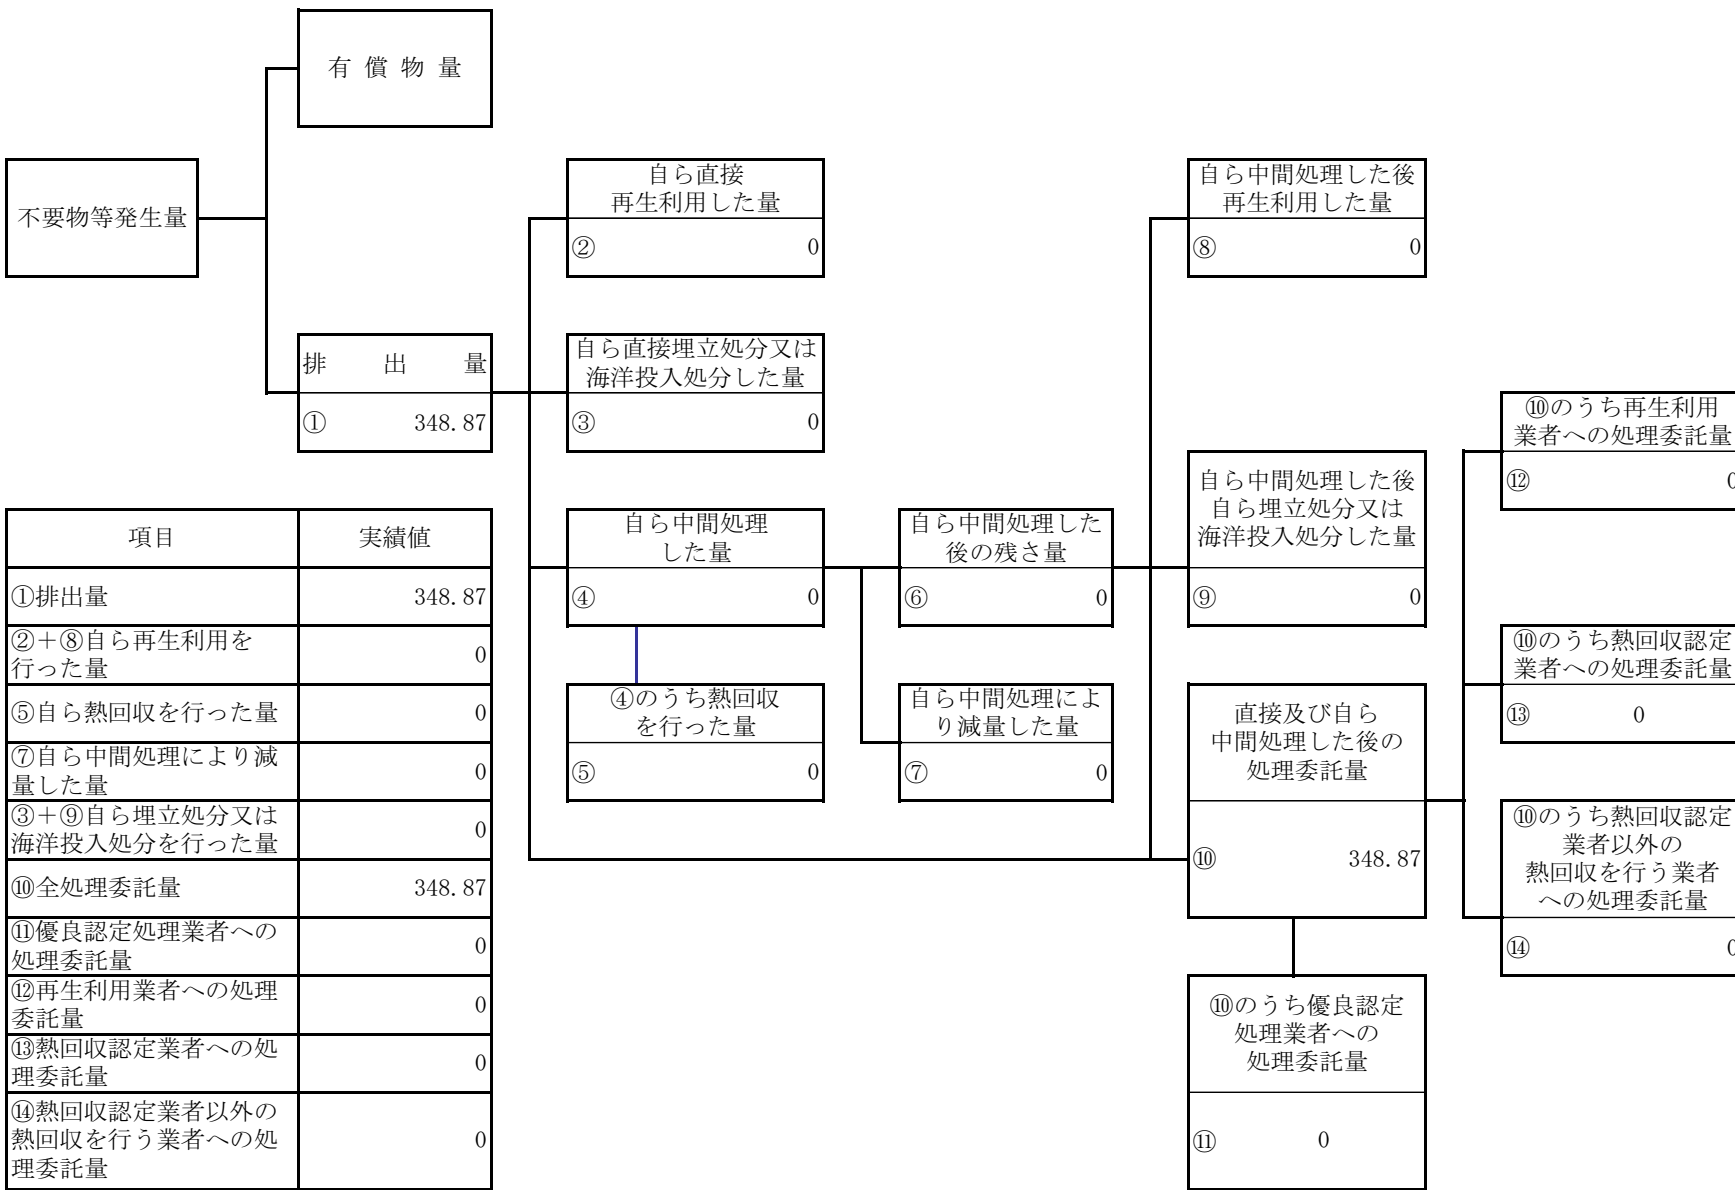 有 償 物 量
不要物等発生量
自ら直接
再生利用した量
② 0
自ら中間処理した後
再生利用した量
⑧ 0
排 出 量
① 348.87
自ら直接埋立処分又は
海洋投入処分した量
③ 0
⑩のうち再生利用
業者への処理委託量
⑫ 0
自ら中間処理した後
自ら埋立処分又は
海洋投入処分した量
⑨ 0
自ら中間処理
した量
④ 0
自ら中間処理した
後の残さ量
⑥ 0
⑩のうち熱回収認定
業者への処理委託量
⑬ 0
④のうち熱回収
を行った量
⑤ 0
自ら中間処理によ
り減量した量
⑦ 0
直接及び自ら
中間処理した後の
処理委託量
⑩ 348.87
⑩のうち熱回収認定
業者以外の
熱回収を行う業者
への処理委託量
⑭ 0
⑩のうち優良認定
処理業者への
処理委託量
⑪ 0
項目 実績値
①排出量 348.87
②＋⑧自ら再生利用を
行った量 0
⑤自ら熱回収を行った量 0
⑦自ら中間処理により減
量した量 0
③＋⑨自ら埋立処分又は
海洋投入処分を行った量 0
⑩全処理委託量 348.87
⑪優良認定処理業者への
処理委託量 0
⑫再生利用業者への処理
委託量 0
⑬熱回収認定業者への処
理委託量 0
⑭熱回収認定業者以外の
熱回収を行う業者への処
理委託量 0